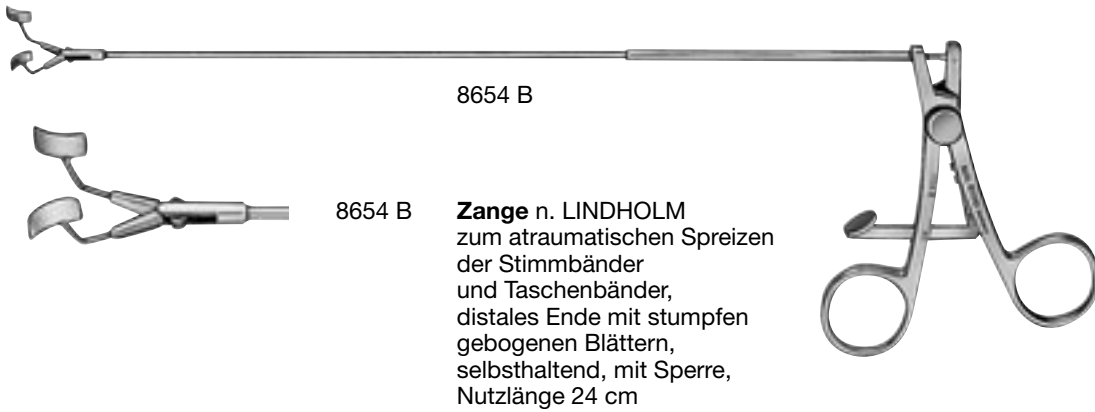 8654 B
8654 B
Zange n. LINDHOLM
zum atraumatischen Spreizen
der Stimmbänder
und Taschenbänder,
distales Ende mit stumpfen
gebogenen Blättern,
selbsthaltend, mit Sperre,
Nutzlänge 24 cm